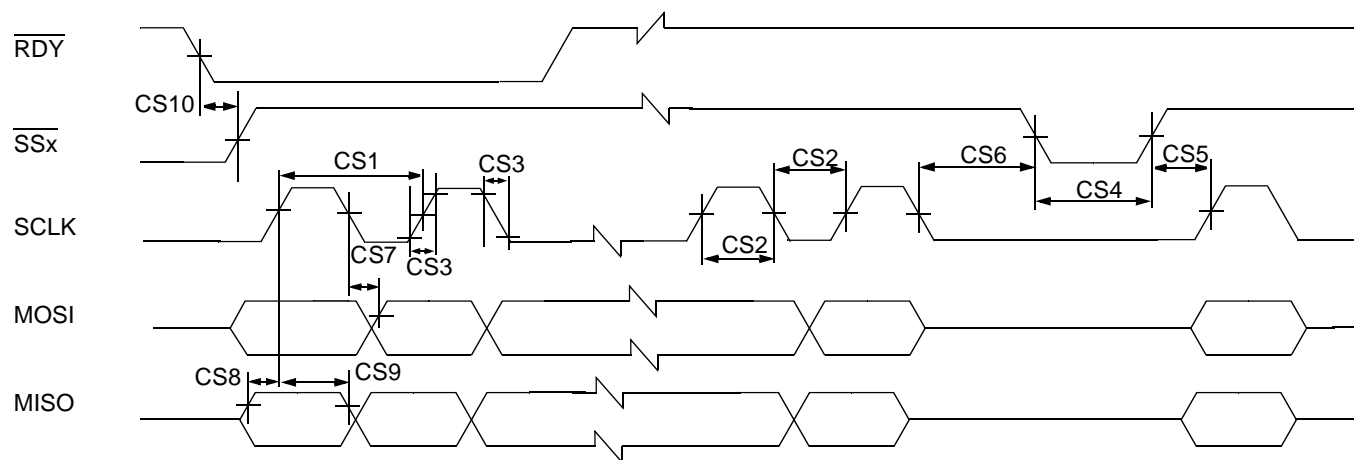 RDY
CS10
SSx
CS1
CS3
CS2
CS6
CS5
CS4
SCLK
CS7
CS3
CS2
MOSI
CS8
CS9
MISO